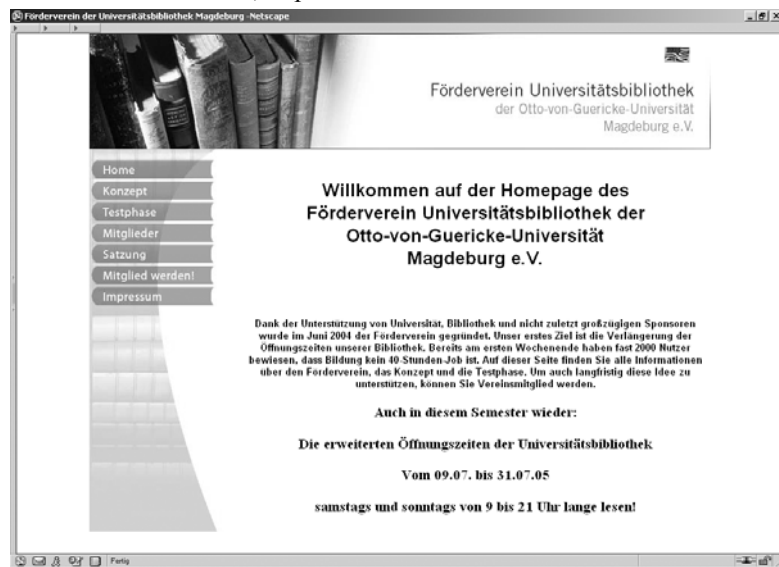 Förderverein der Universitätsbibliothek Magdeburg -Netscape
Förderverein Universitätsbibliothek
der Otto-von-Guericke-Universität
Magdeburg e.V.
Home
Konzept
Testphase
Mitglieder
Satzung
Mitglied werden!
Impressum
Willkommen auf der Homepage des
Förderverein Universitätsbibliothek der
Otto-von-Guericke-Universität
Magdeburg e.V.
Dank der Unterstützung von Universität, Bibliothek und nicht zuletzt großzügigen Sponsoren
wurde im Juni 2004 der Förderverein gegründet. Unser erstes Ziel ist die Verlängerung der
Öffnungszeiten unserer Bibliothek. Bereits am ersten Wochenende haben fast 2000 Nutzer
bewiesen, dass Bildung kein 40-Stunden-Job ist. Auf dieser Seite finden Sie alle Informationen
über den Förderverein, das Konzept und die Testphase. Um auch langfristig diese Idee zu
unterstützen, können Sie Vereinsmitglied werden.
Auch in diesem Semester wieder:
Die erweiterten Öffnungszeiten der Universitätsbibliothek
Vom 09.07. bis 31.07.05
samstags und sonntags von 9 bis 21 Uhr lange lesen!
Fertig